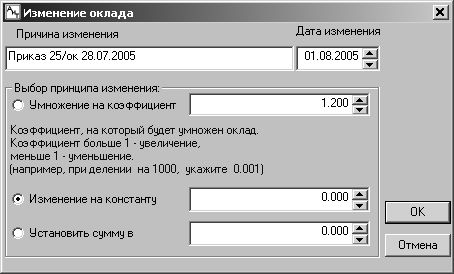 Изменение оклада
Причина изменения Дата изменения
Приказ 25/ок 28.07.2005 01.08.2005
Выбор принципа изменения:
Умножение на коэффициент 1.200
Коэффициент, на который будет умножен оклад.
Коэффициент больше 1 - увеличение,
меньше 1 - уменьшение.
(например, при делении на 1000, укажите 0.001)
Изменение на константу 0.000
OK
Установить сумму в 0.000
Отмена